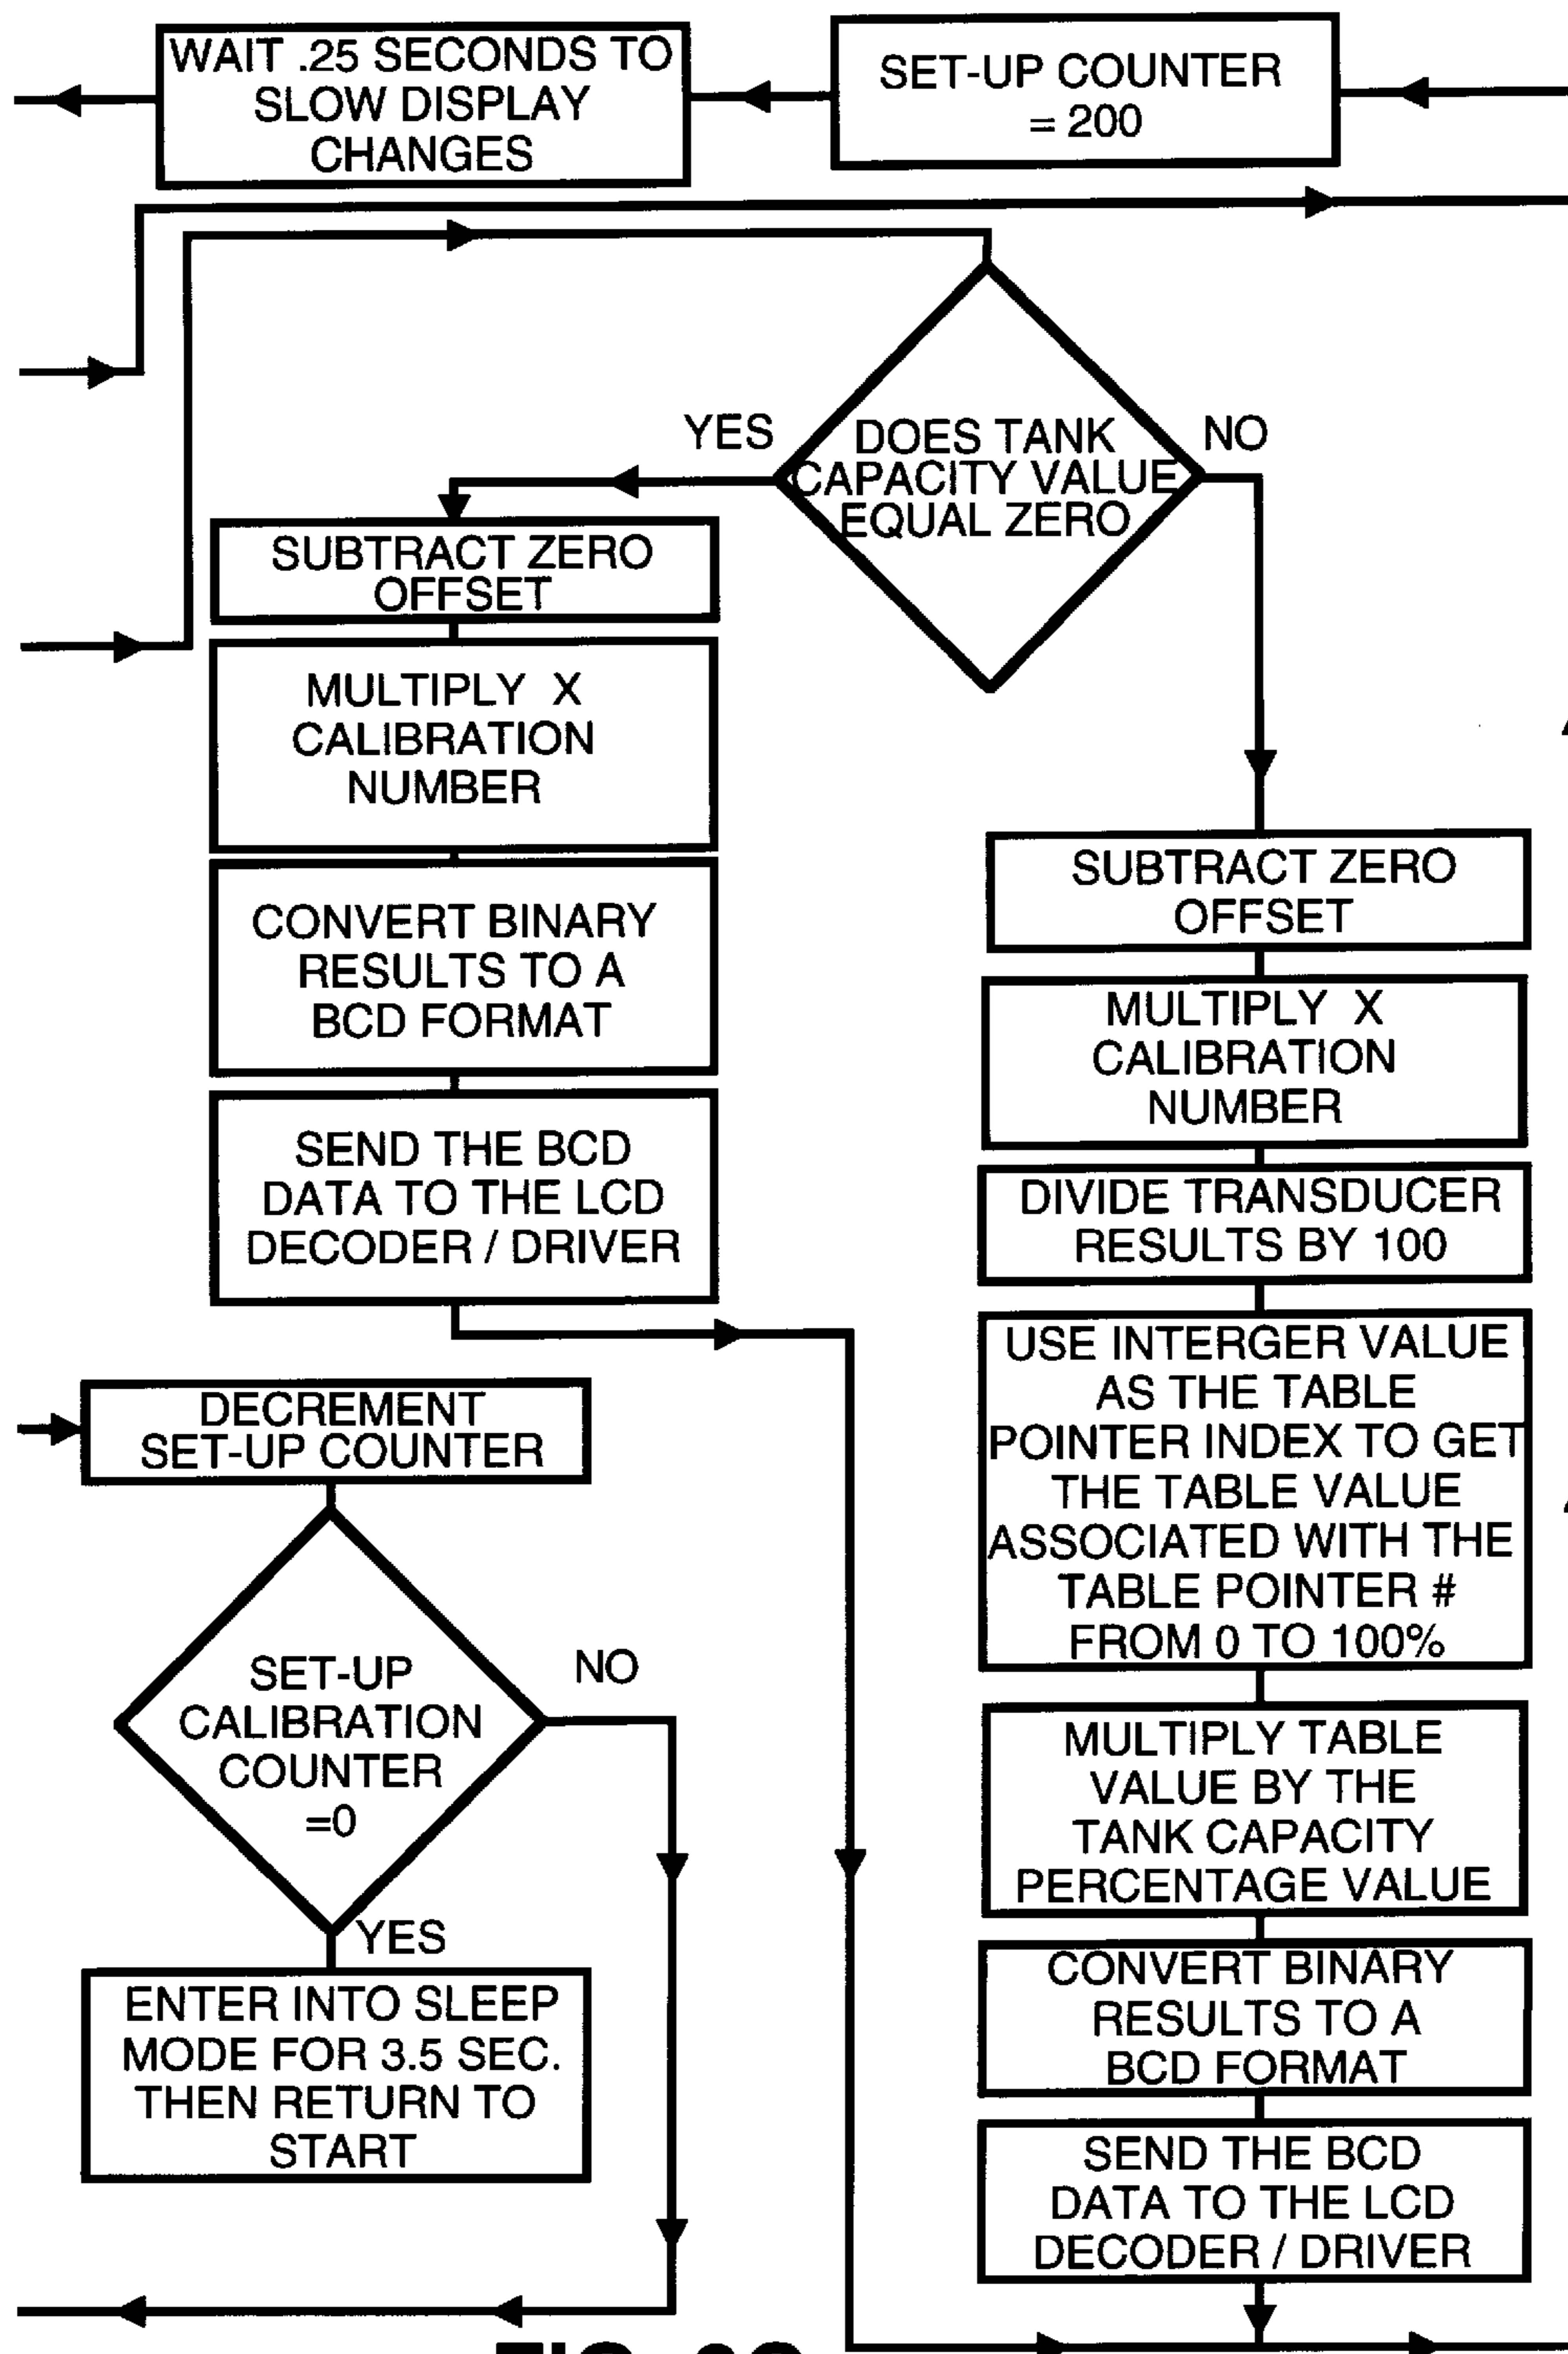 WAIT .25 SECONDS TO
SLOW DISPLAY
CHANGES
SET-UP COUNTER
= 200
DOES TANK
CAPACITY VALUE
EQUAL ZERO
YES
NO
SUBTRACT ZERO
OFFSET
MULTIPLY X
CALIBRATION
NUMBER
CONVERT BINARY
RESULTS TO A
BCD FORMAT
SEND THE BCD
DATA TO THE LCD
DECODER / DRIVER
SUBTRACT ZERO
OFFSET
MULTIPLY X
CALIBRATION
NUMBER
DIVIDE TRANSDUCER
RESULTS BY 100
USE INTERGER VALUE
AS THE TABLE
POINTER INDEX TO GET
THE TABLE VALUE
ASSOCIATED WITH THE
TABLE POINTER #
FROM 0 TO 100%
MULTIPLY TABLE
VALUE BY THE
TANK CAPACITY
PERCENTAGE VALUE
CONVERT BINARY
RESULTS TO A
BCD FORMAT
SEND THE BCD
DATA TO THE LCD
DECODER / DRIVER
DECREMENT
SET-UP COUNTER
SET-UP
CALIBRATION
COUNTER
=0
NO
YES
ENTER INTO SLEEP
MODE FOR 3.5 SEC.
THEN RETURN TO
START